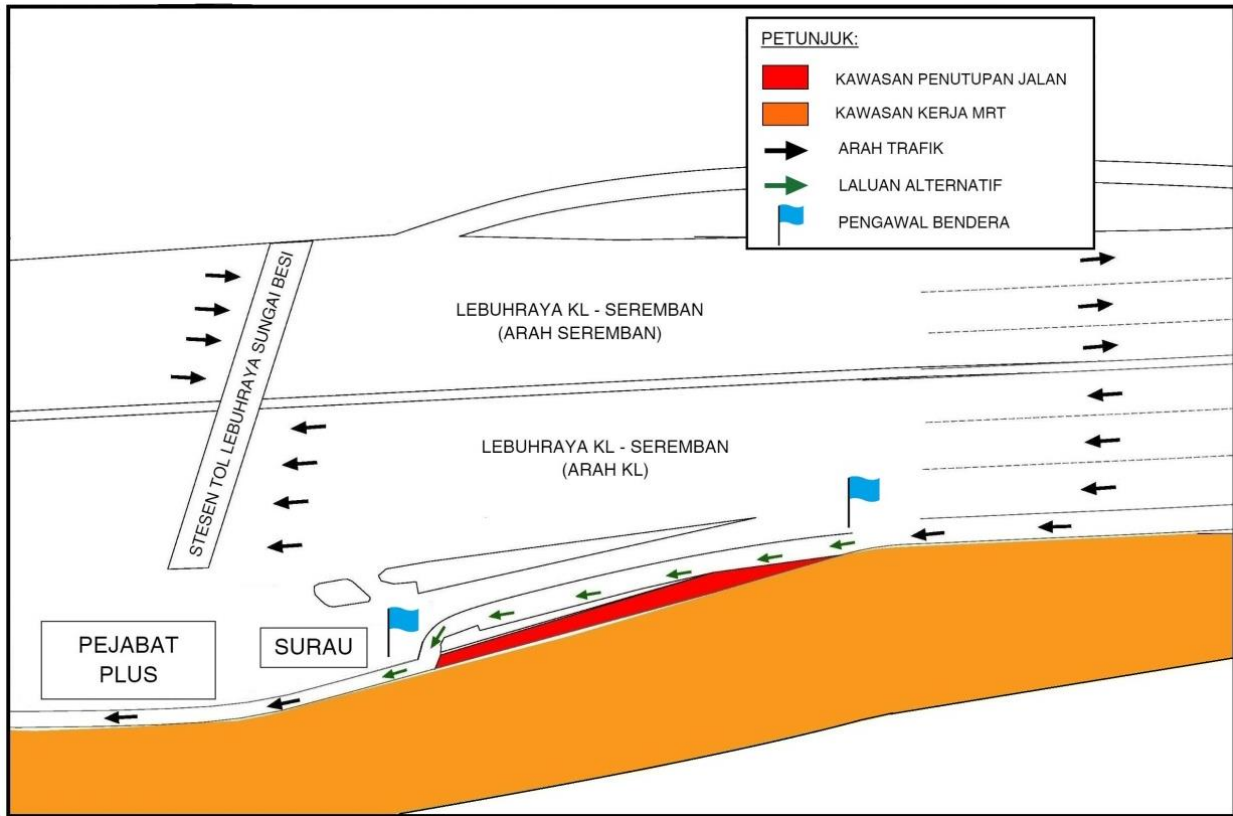 PETUNJUK:
KAWASAN PENUTUPAN JALAN
KAWASAN KERJA MRT
ARAH TRAFIK
LALUAN ALTERNATIF
PENGAWAL BENDERA
STESEN TOL LEBUHRAYA SUNGAI BESI
LEBUHRAYA KL - SEREMBAN
(ARAH SEREMBAN)
LEBUHRAYA KL - SEREMBAN
(ARAH KL)
PEJABAT
PLUS
SURAU